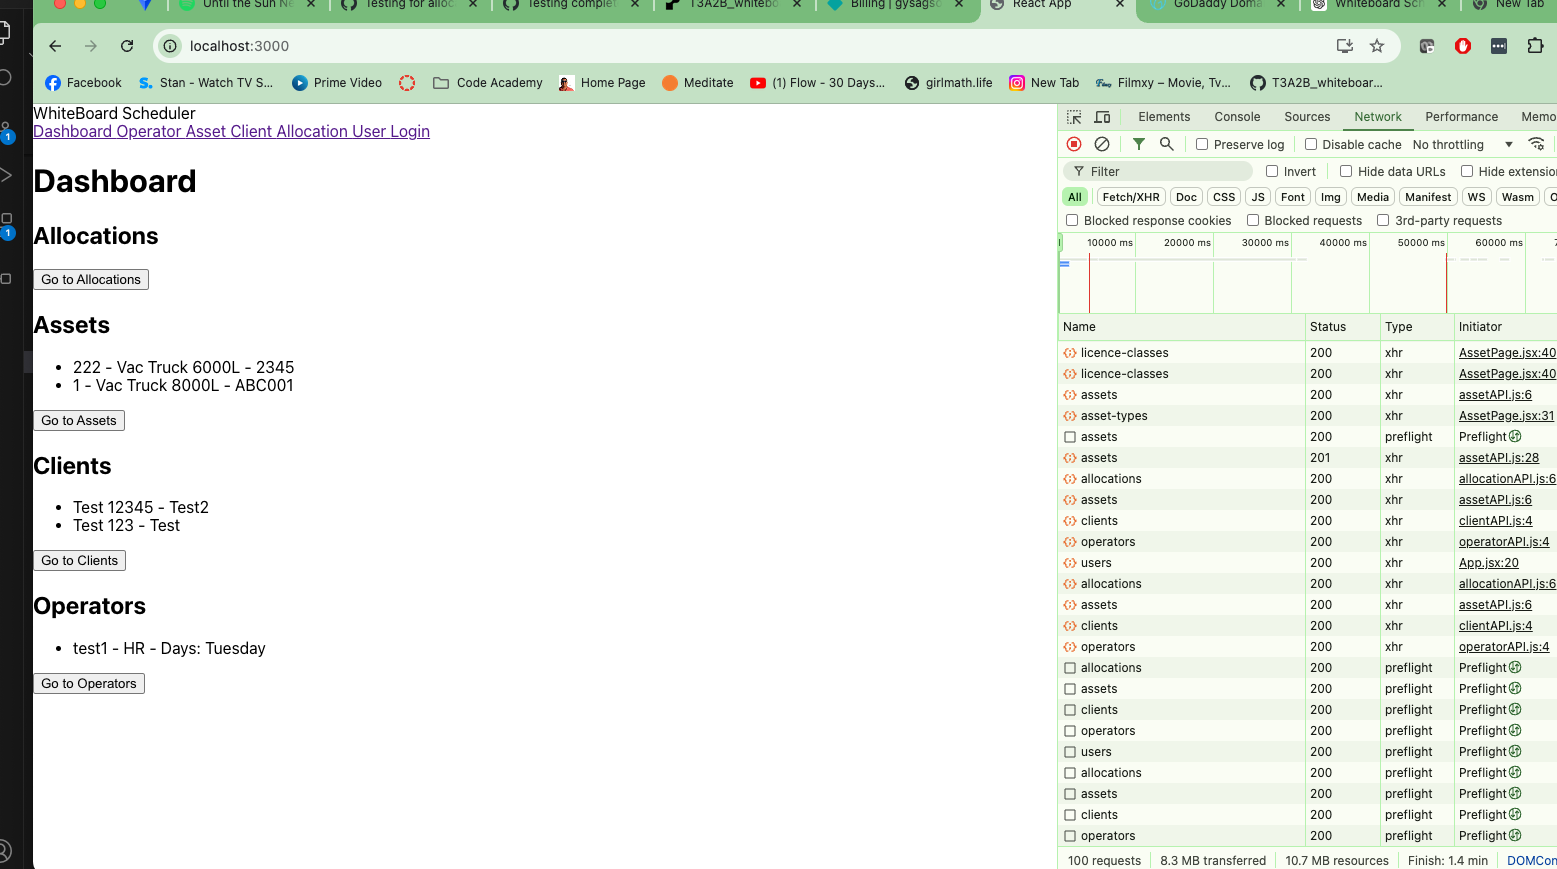 Until the Sun Ne
Testing for alloc
Testing complet
T3A2B_whitebo
Billing | gysagsc
React App
GoDaddy Doma
Whiteboard Sch
New Tab
localhost:3000
Facebook
Stan - Watch TV S...
Prime Video
Code Academy
Home Page
Meditate
(1) Flow - 30 Days...
girlmath.life
New Tab
Filmxy – Movie, Tv...
T3A2B_whiteboar...
1
1
WhiteBoard Scheduler
Dashboard Operator Asset Client Allocation User Login
Dashboard
Allocations
Go to Allocations
Assets
222 - Vac Truck 6000L - 2345
1 - Vac Truck 8000L - ABC001
Go to Assets
Clients
Test 12345 - Test2
Test 123 - Test
Go to Clients
Operators
test1 - HR - Days: Tuesday
Go to Operators
Elements Console Sources Network Performance Memo
Preserve log Disable cache No throttling
Filter Invert Hide data URLs Hide extension
All Fetch/XHR Doc CSS JS Font Img Media Manifest WS Wasm
Blocked response cookies Blocked requests 3rd-party requests
10000 ms 20000 ms 30000 ms 40000 ms 50000 ms 60000 ms 7
Name Status Type Initiator
licence-classes 200 xhr AssetPage.jsx:40
licence-classes 200 xhr AssetPage.jsx:40
assets 200 xhr assetAPI.js:6
asset-types 200 xhr AssetPage.jsx:31
assets 200 preflight Preflight
assets 201 xhr assetAPI.js:28
allocations 200 xhr allocationAPI.js:6
assets 200 xhr assetAPI.js:6
clients 200 xhr clientAPI.js:4
operators 200 xhr operatorAPI.js:4
users 200 xhr App.jsx:20
allocations 200 xhr allocationAPI.js:6
assets 200 xhr assetAPI.js:6
clients 200 xhr clientAPI.js:4
operators 200 xhr operatorAPI.js:4
allocations 200 preflight Preflight
assets 200 preflight Preflight
clients 200 preflight Preflight
operators 200 preflight Preflight
users 200 preflight Preflight
allocations 200 preflight Preflight
assets 200 preflight Preflight
clients 200 preflight Preflight
operators 200 preflight Preflight
100 requests 8.3 MB transferred 10.7 MB resources Finish: 1.4 min DOMCon